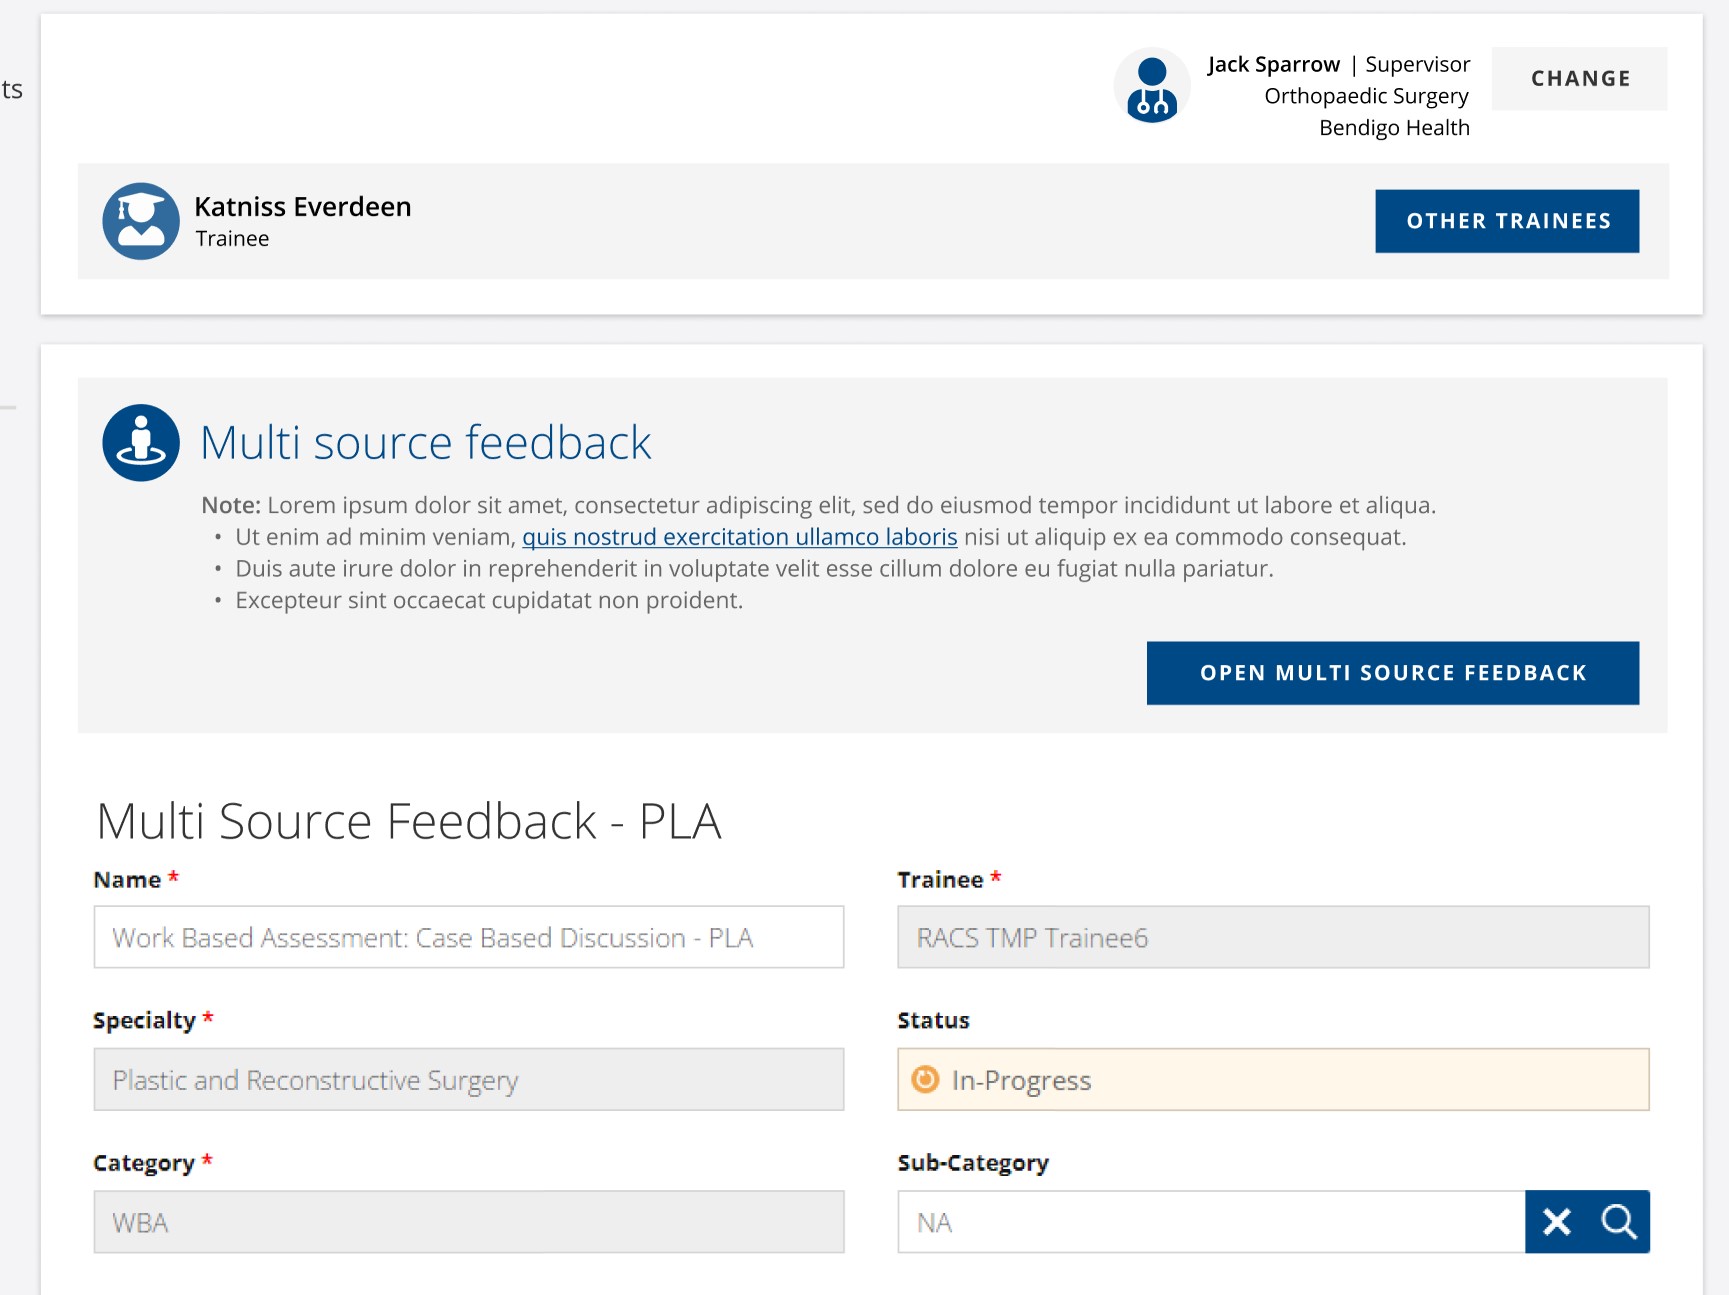 ts
Jack Sparrow | Supervisor
Orthopaedic Surgery
Bendigo Health
CHANGE
Katniss Everdeen
Trainee
OTHER TRAINEES
Multi source feedback
Note: Lorem ipsum dolor sit amet, consectetur adipiscing elit, sed do eiusmod tempor incididunt ut labore et aliqua.
• Ut enim ad minim veniam, quis nostrud exercitation ullamco laboris nisi ut aliquip ex ea commodo consequat.
• Duis aute irure dolor in reprehenderit in voluptate velit esse cillum dolore eu fugiat nulla pariatur.
• Excepteur sint occaecat cupidatat non proident.
OPEN MULTI SOURCE FEEDBACK
Multi Source Feedback - PLA
Name *
Work Based Assessment: Case Based Discussion - PLA
Trainee *
RACS TMP Trainee6
Specialty *
Plastic and Reconstructive Surgery
Status
In-Progress
Category *
WBA
Sub-Category
NA